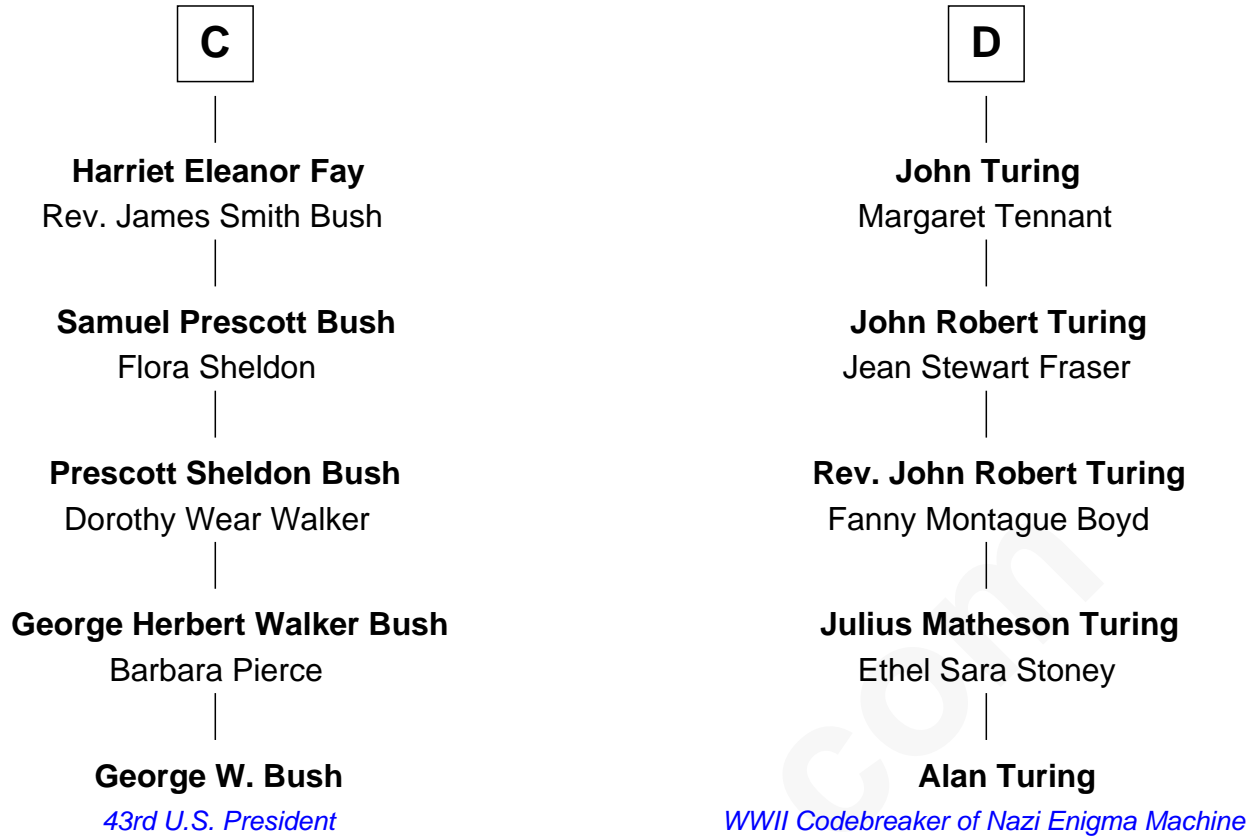 C
Harriet Eleanor Fay
Rev. James Smith Bush
Samuel Prescott Bush
Flora Sheldon
Prescott Sheldon Bush
Dorothy Wear Walker
George Herbert Walker Bush
Barbara Pierce
George W. Bush
43rd U.S. President
D
John Turing
Margaret Tennant
John Robert Turing
Jean Stewart Fraser
Rev. John Robert Turing
Fanny Montague Boyd
Julius Matheson Turing
Ethel Sara Stoney
Alan Turing
WWII Codebreaker of Nazi Enigma Machine
com